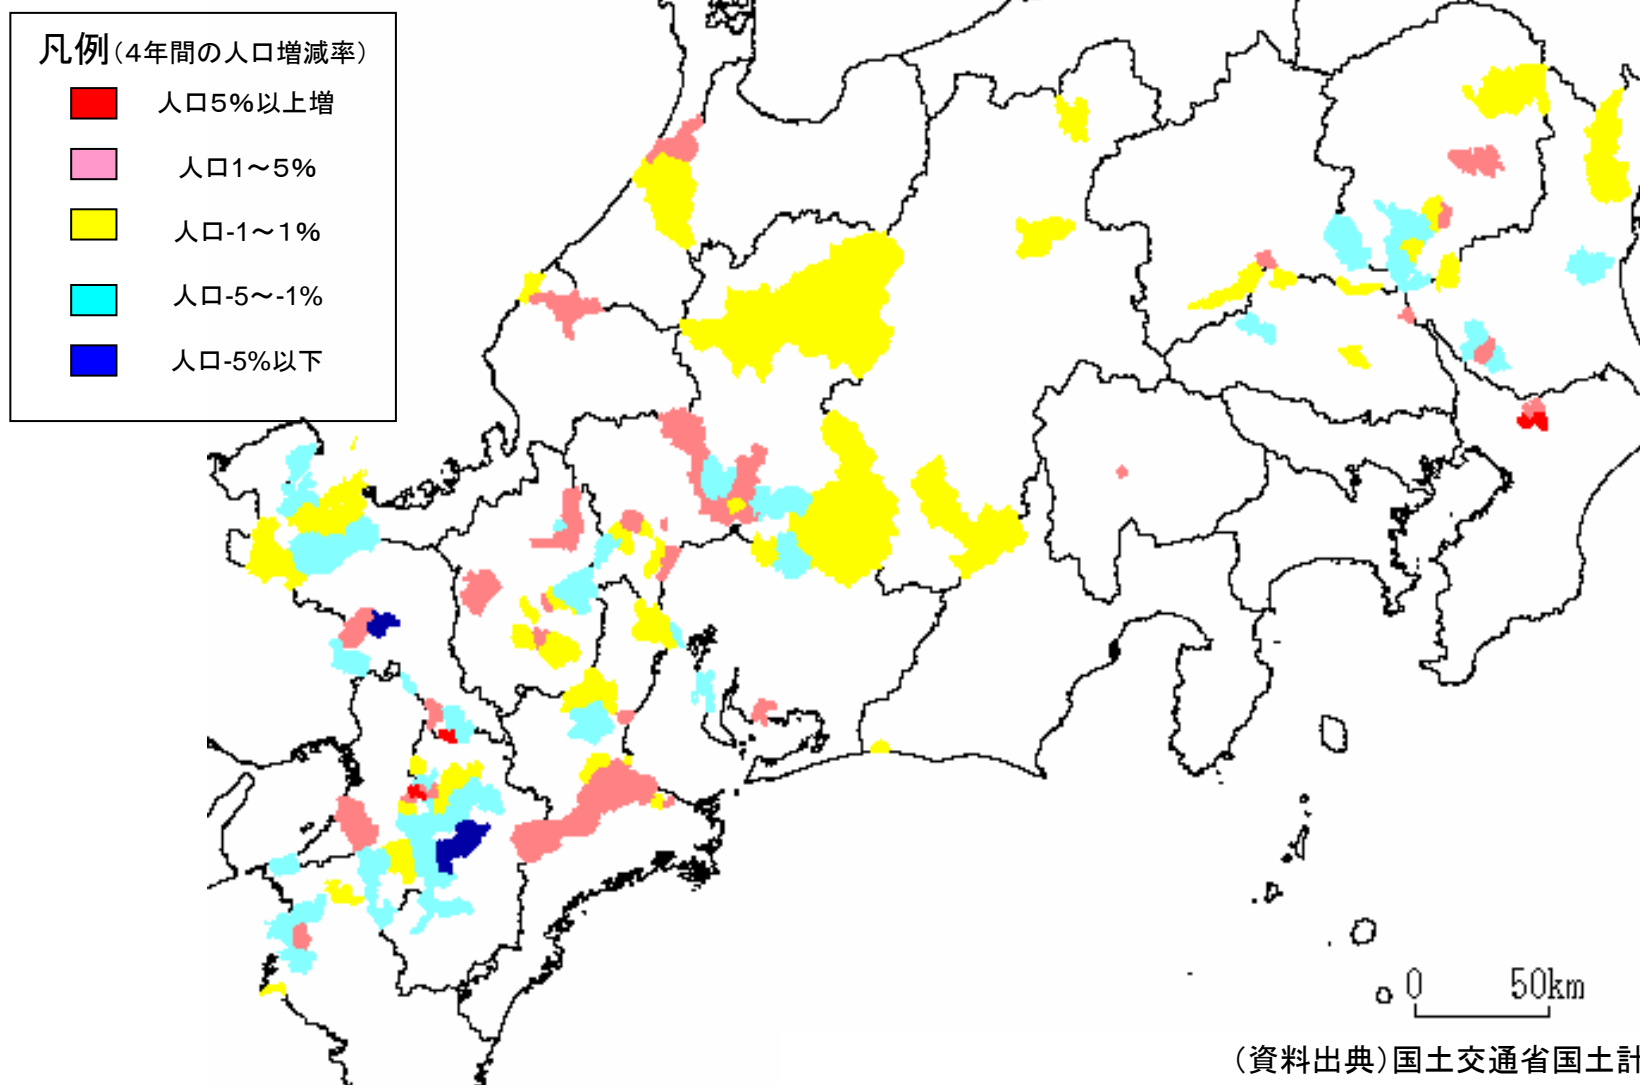 凡例(4年間の人口増減率)
人口5%以上増
人口1～5%
人口-1～1%
人口-5～-1%
人口-5%以下
0 50km
(資料出典)国土交通省国土計